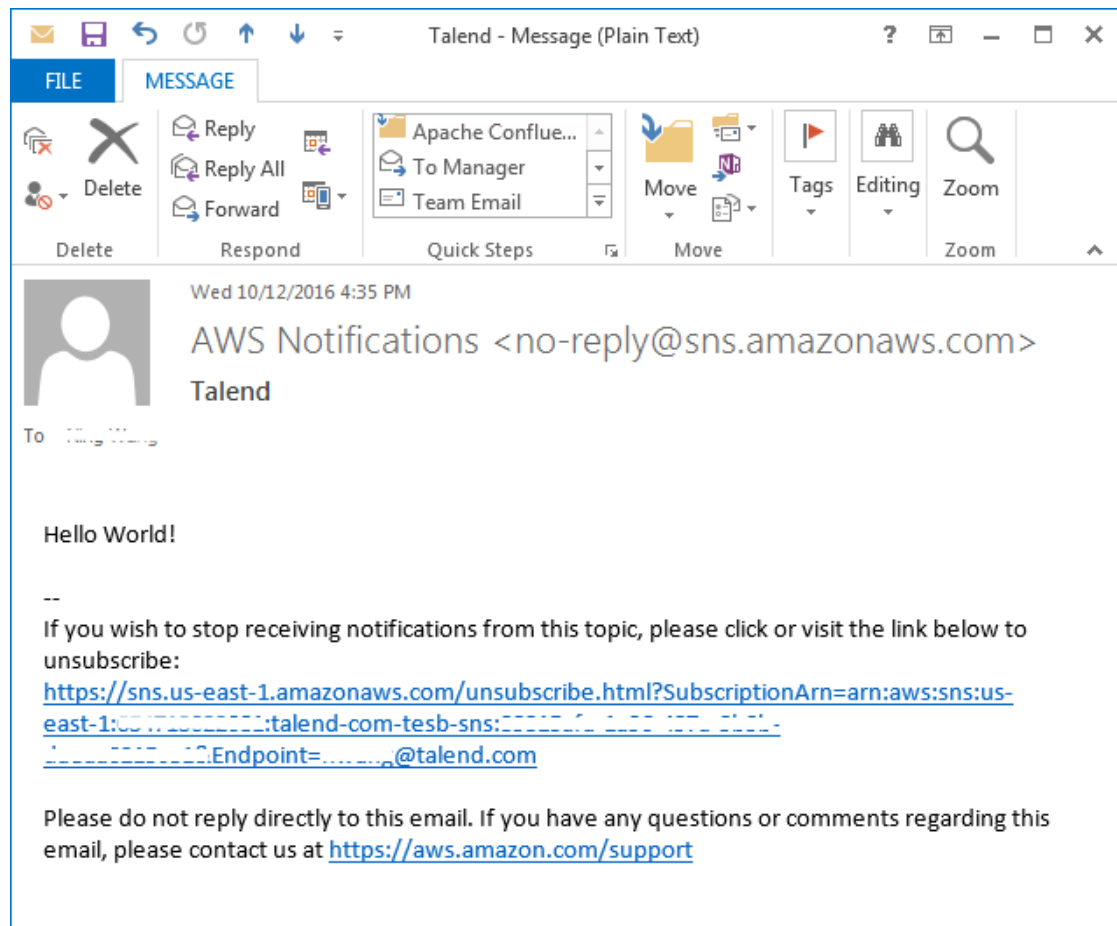 Talend - Message (Plain Text)
?
FILE
MESSAGE
Delete
Reply
Reply All
Forward
Apache Conflue...
To Manager
Team Email
Move
Tags
Editing
Zoom
Delete
Respond
Quick Steps
Move
Zoom
Wed 10/12/2016 4:35 PM
AWS Notifications <no-reply@sns.amazonaws.com>
Talend
To
Hello World!
--
If you wish to stop receiving notifications from this topic, please click or visit the link below to
unsubscribe:
https://sns.us-east-1.amazonaws.com/unsubscribe.html?SubscriptionArn=arn:aws:sns:us-
east-1: :talend-com-tesb-sns:
Endpoint= @talend.com
Please do not reply directly to this email. If you have any questions or comments regarding this
email, please contact us at https://aws.amazon.com/support